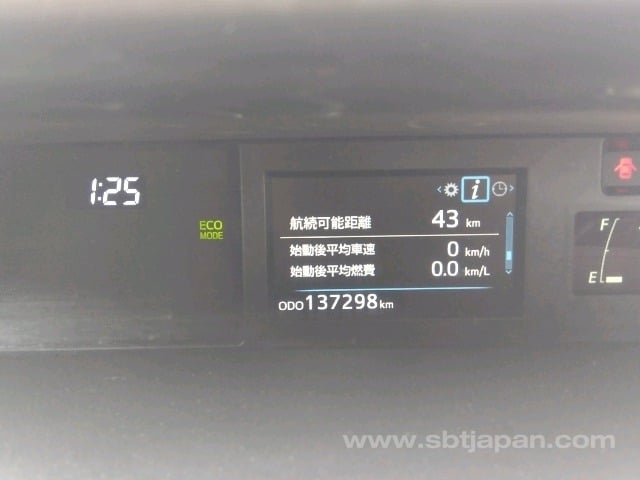 1:25
ECO
MODE
i
航続可能距離 43 km
始動後平均車速 0 km/h
始動後平均燃費 0.0 km/L
ODO 137298 km
F
E
www.sbtjapan.com